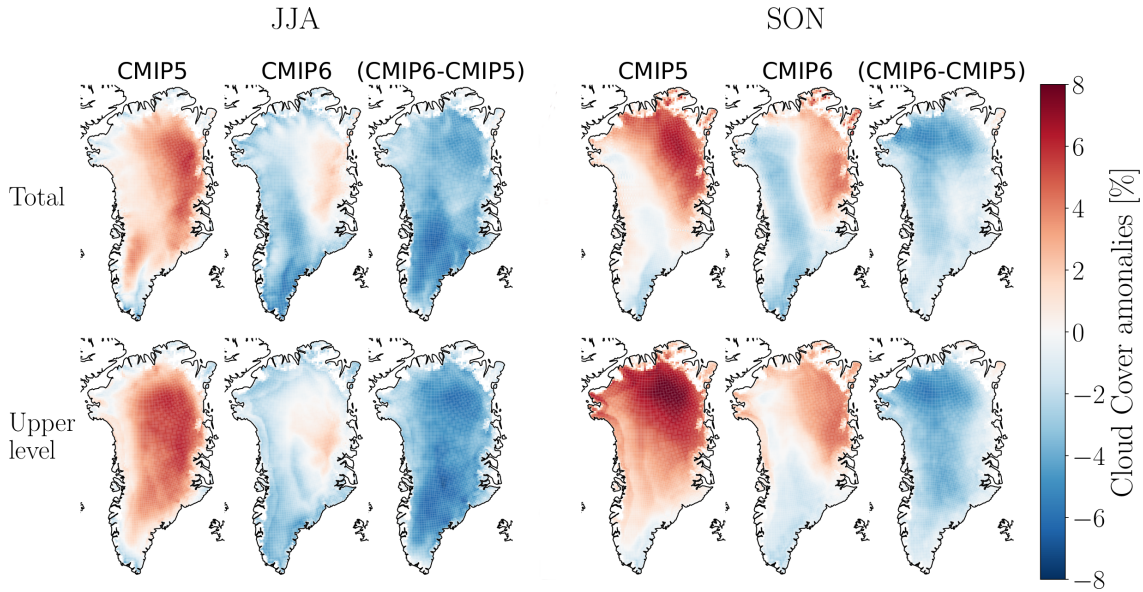 JJA
SON
CMIP5 CMIP6 (CMIP6-CMIP5)
CMIP5 CMIP6 (CMIP6-CMIP5)
Total
Upper
level
8
6
4
2
0
−2
−4
−6
−8
Cloud Cover amonalies [%]